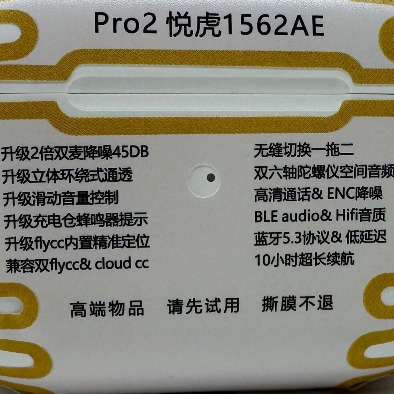 Pro2 悦虎1562AE
升级2倍双麦降噪45DB
升级立体环绕式通透
升级滑动音量控制
升级充电仓蜂鸣器提示
升级flycc内置精准定位
兼容双flycc& cloud cc
无缝切换一拖二
双六轴陀螺仪空间音频
高清通话& ENC降噪
BLE audio& Hifi音质
蓝牙5.3协议& 低延迟
10小时超长续航
高端物品 请先试用 撕膜不退